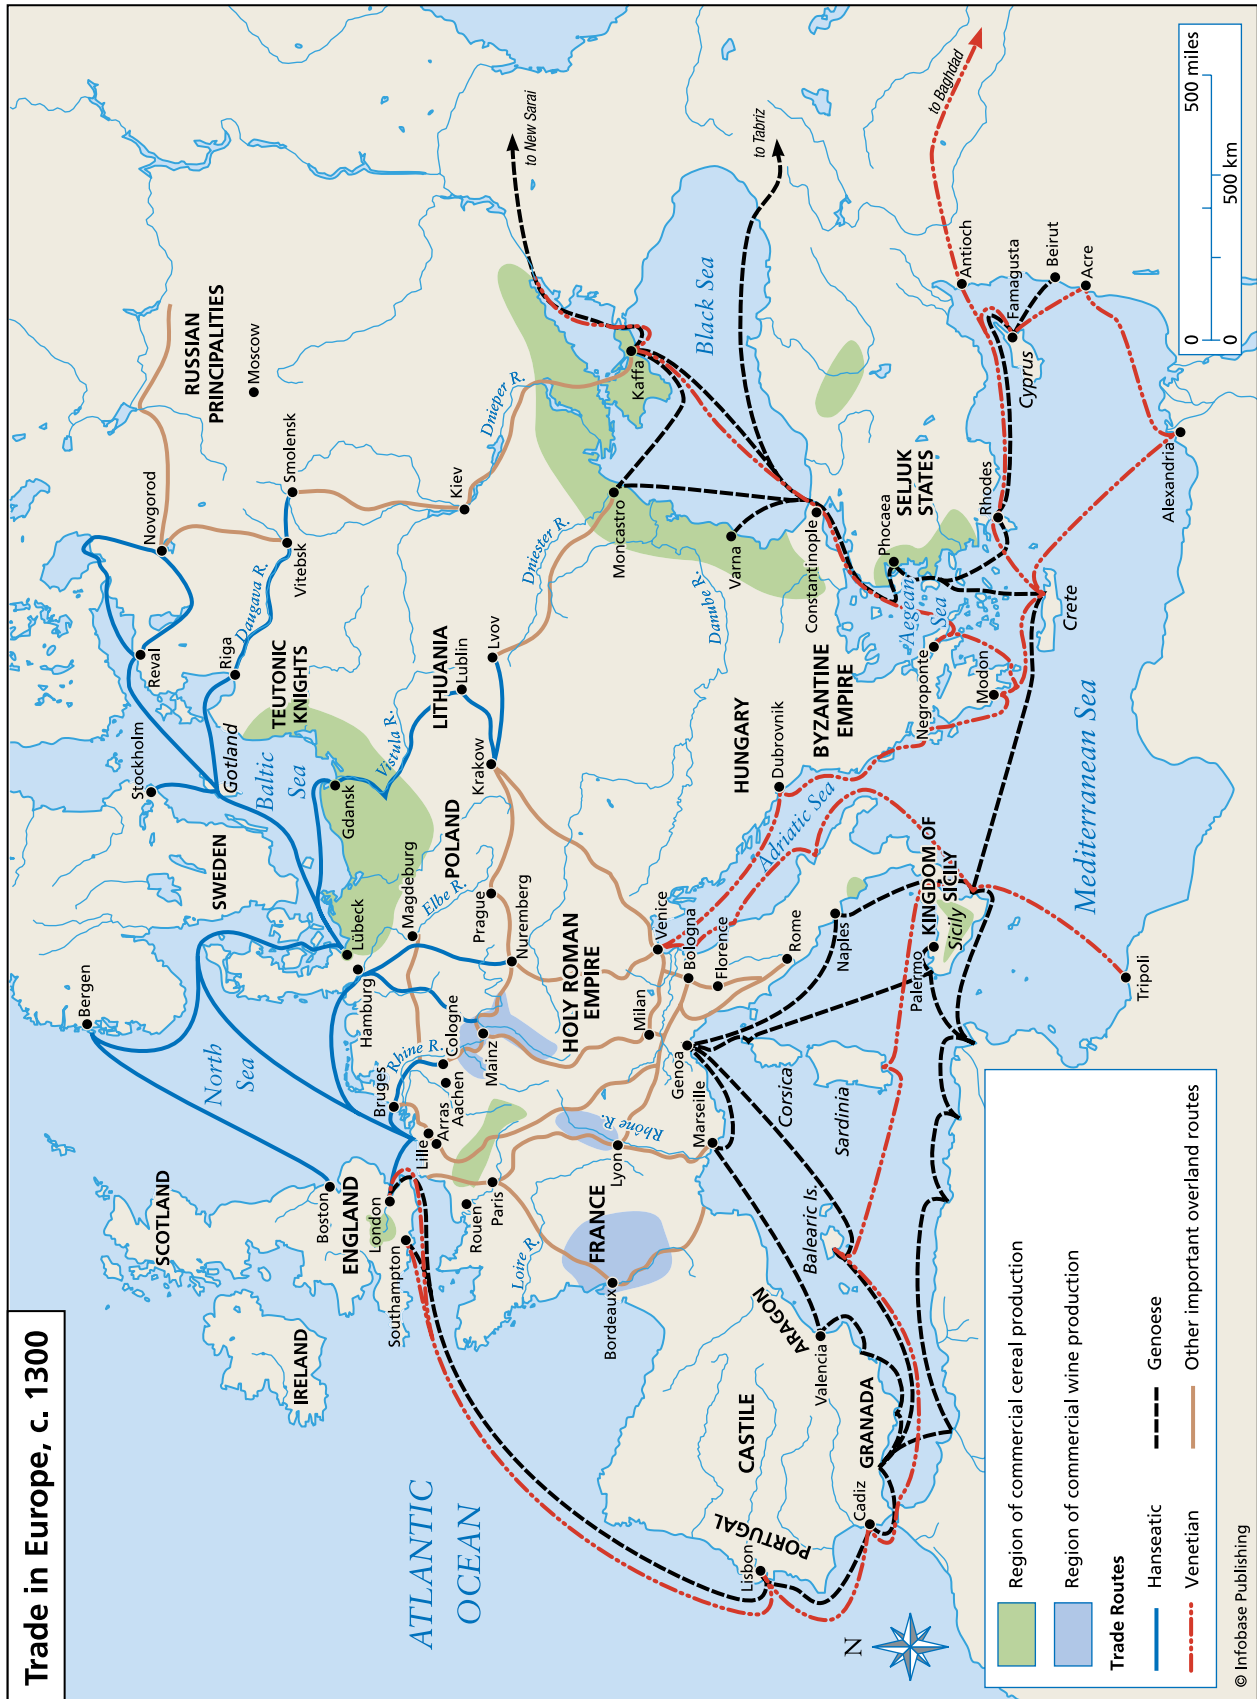 Trade in Europe, c. 1300
ATLANTIC
OCEAN
IRELAND
SCOTLAND
ENGLAND
Boston
London
Southampton
North
Sea
Bergen
SWEDEN
Stockholm
Gotland
Baltic
Sea
Reval
Novgorod
Riga
Daugava R.
Vitebsk
Smolensk
Moscow
RUSSIAN
PRINCIPALITIES
TEUTONIC
KNIGHTS
LITHUANIA
Lublin
Lvov
Kiev
Dnieper R.
Dniester R.
Gdansk
Vistula R.
Krakow
POLAND
Lübeck
Hamburg
Magdeburg
Elbe R.
Prague
Nuremberg
HOLY ROMAN
EMPIRE
Cologne
Rhine R.
Mainz
Aachen
Arras
Lille
Bruges
Rouen
Paris
Loire R.
FRANCE
Bordeaux
Lyon
Rhône R.
Marseille
Genoa
Milan
Venice
Bologna
Florence
Rome
Naples
Corsica
Sardinia
Balearic Is.
Palermo
KINGDOM OF
SICILY
Sicily
Tripoli
Mediterranean Sea
Adriatic Sea
HUNGARY
Dubrovnik
BYZANTINE
EMPIRE
Danube R.
Negroponte
Modon
Crete
Aegean
Sea
Constantinople
Varna
Moncastro
Kaffa
Black Sea
to New Sarai
to Tabriz
to Baghdad
Phocaea
SELJUK
STATES
Rhodes
Cyprus
Famagusta
Antioch
Beirut
Acre
Alexandria
ARAGON
Valencia
CASTILE
GRANADA
PORTUGAL
Lisbon
Cadiz
N
Region of commercial cereal production
Region of commercial wine production
Trade Routes
Hanseatic
Genoese
Venetian
Other important overland routes
0
500 miles
0
500 km
© Infobase Publishing